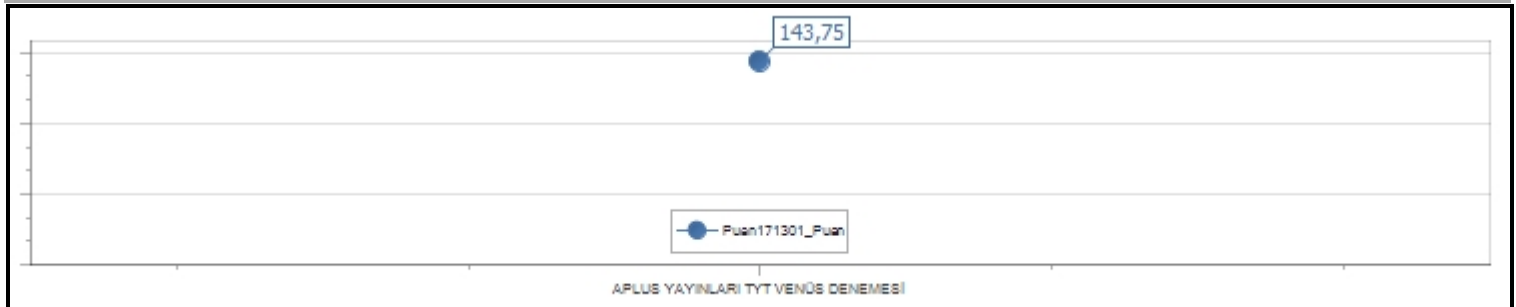 143,75
Puan171301_Puan
APLUS YAYINLARI TYT VENÜS DENEMESİ